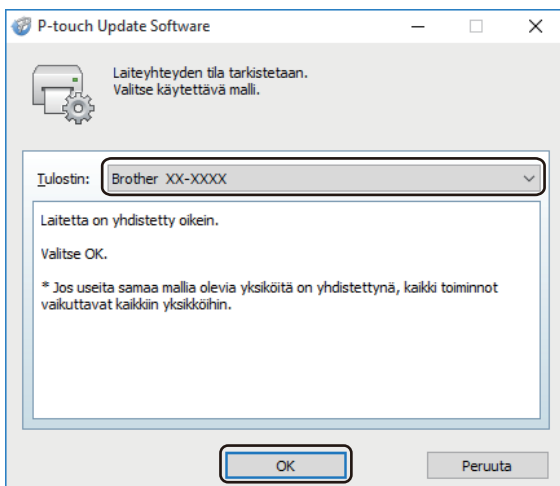 P-touch Update Software
Laiteyhteyden tila tarkistetaan.
Valitse käytettävä malli.
Tulostin:
Brother XX-XXXX
Laitetta on yhdistetty oikein.
Valitse OK.
* Jos useita samaa mallia olevia yksiköitä on yhdistettynä, kaikki toiminnot
vaikuttavat kaikkiin yksikköihin.
OK
Peruuta